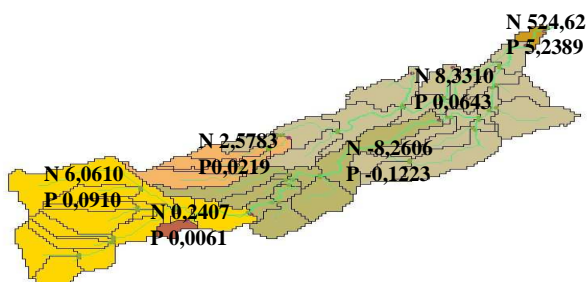 N 524,62
P 5,2389
N 8,3310
P 0,0643
N 2,5783
P0,0219
N -8,2606
P -0,1223
N 6,0610
P 0,0910
N 0,2407
P 0,0061